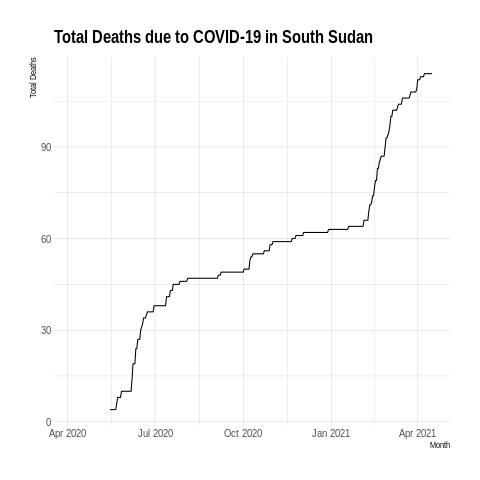 Total Deaths due to COVID-19 in South Sudan
Total Deaths
90
60
30
0
Apr 2020
Jul 2020
Oct 2020
Jan 2021
Apr 2021
Month